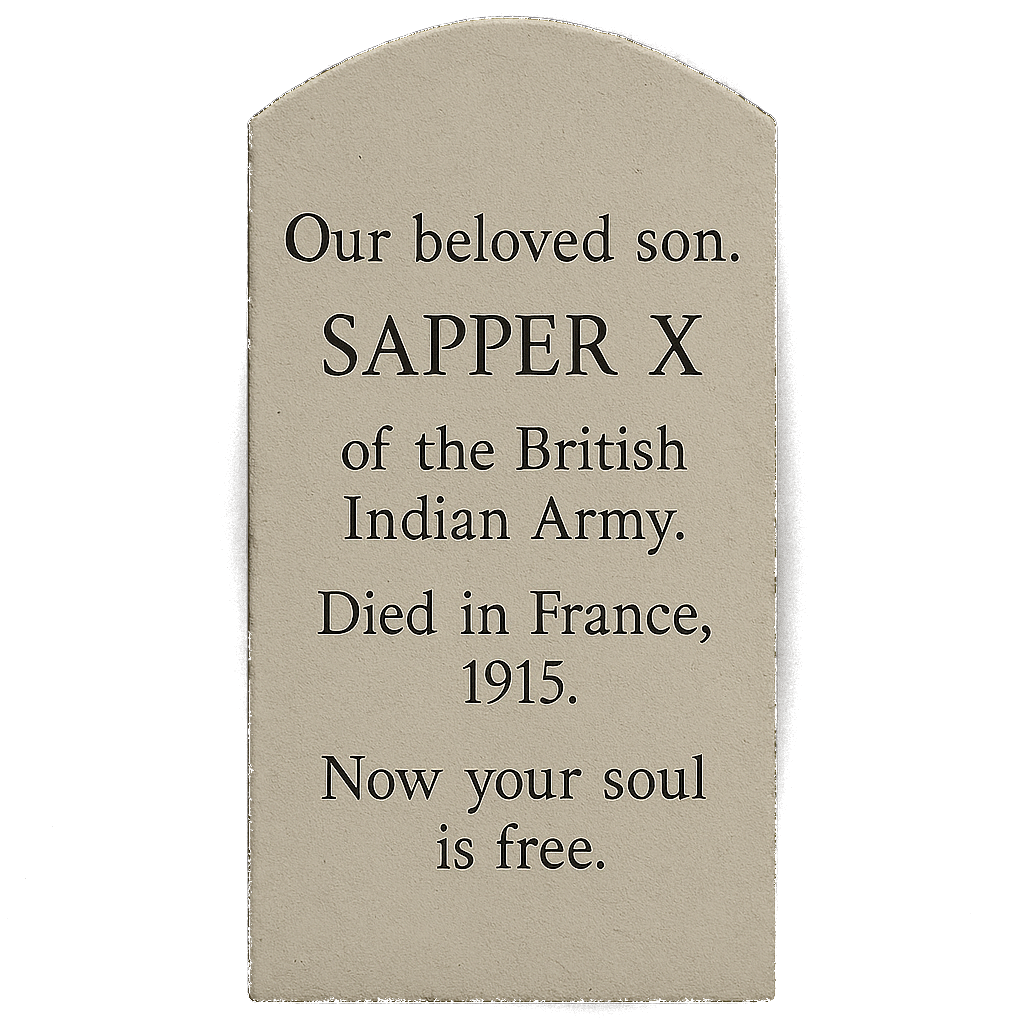 Our beloved son.
SAPPER X
of the British
Indian Army.
Died in France,
1915.
Now your soul
is free.